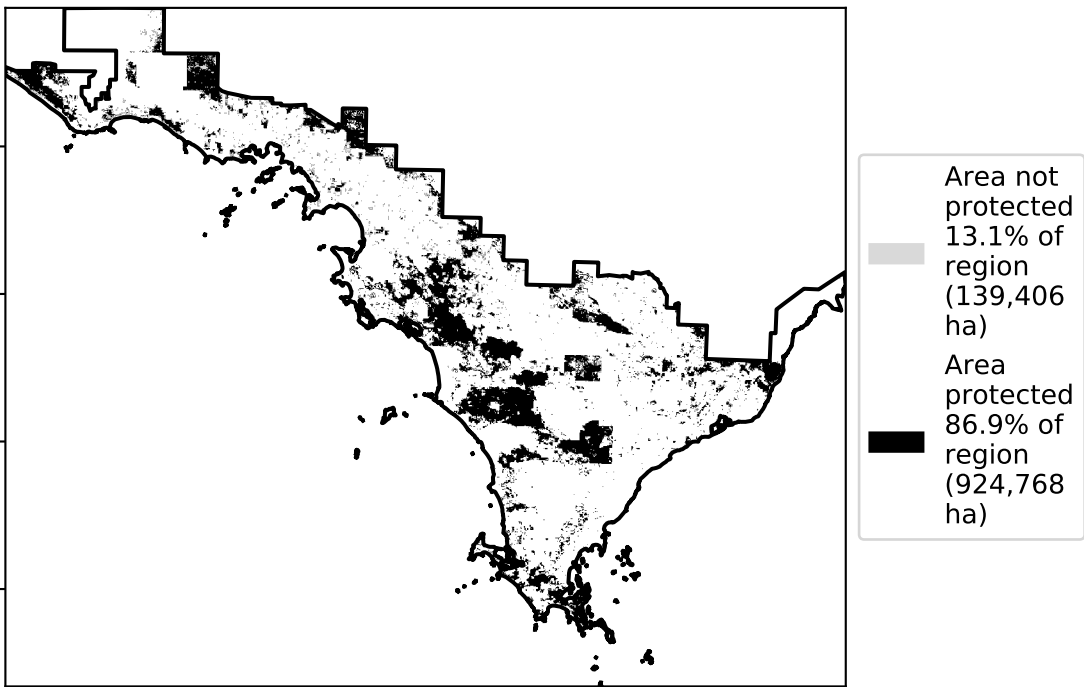 Area not
protected
13.1% of
region
(139,406
ha)
Area
protected
86.9% of
region
(924,768
ha)